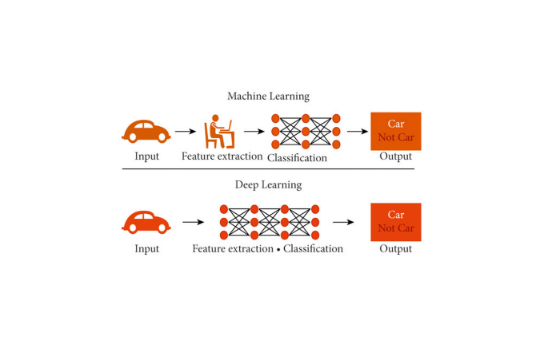 Machine Learning
Car
Not Car
Input
Feature extraction
Classification
Output
Deep Learning
Car
Not Car
Input
Feature extraction • Classification
Output